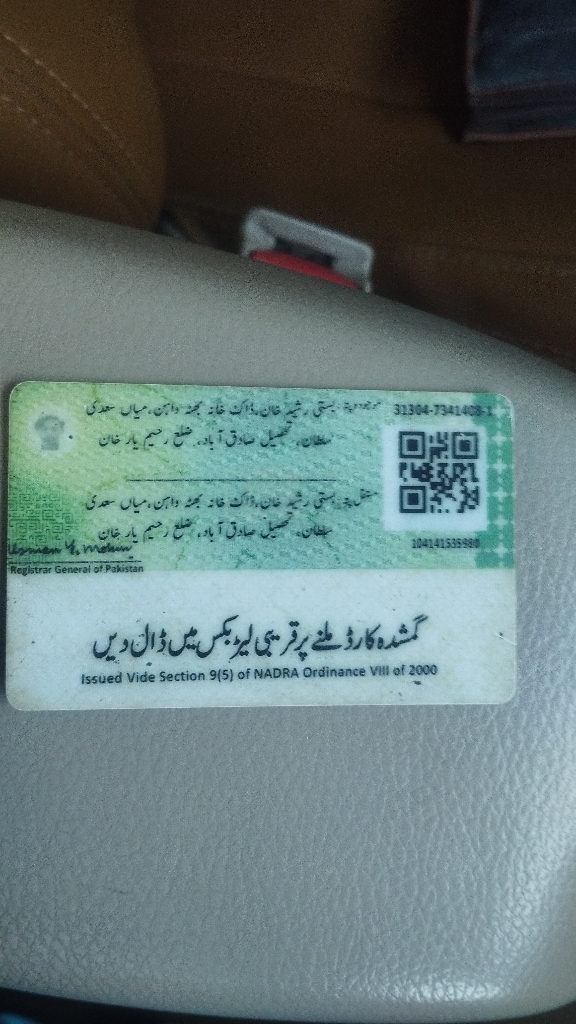 موجودہ پتہ: بستی رشید خان، ڈاک خانہ بھٹہ واہن، میاں سعدی
سلطان، تحصیل صادق آباد، ضلع رحیم یار خان
31304-7341408-1
مستقل پتہ: بستی رشید خان، ڈاک خانہ بھٹہ واہن، میاں سعدی
سلطان، تحصیل صادق آباد، ضلع رحیم یار خان
104141535980
Usman Y. Mobin
Registrar General of Pakistan
گمشدہ کارڈ ملنے پر قریبی لیٹر بکس میں ڈال دیں
Issued Vide Section 9(5) of NADRA Ordinance VIII of 2000